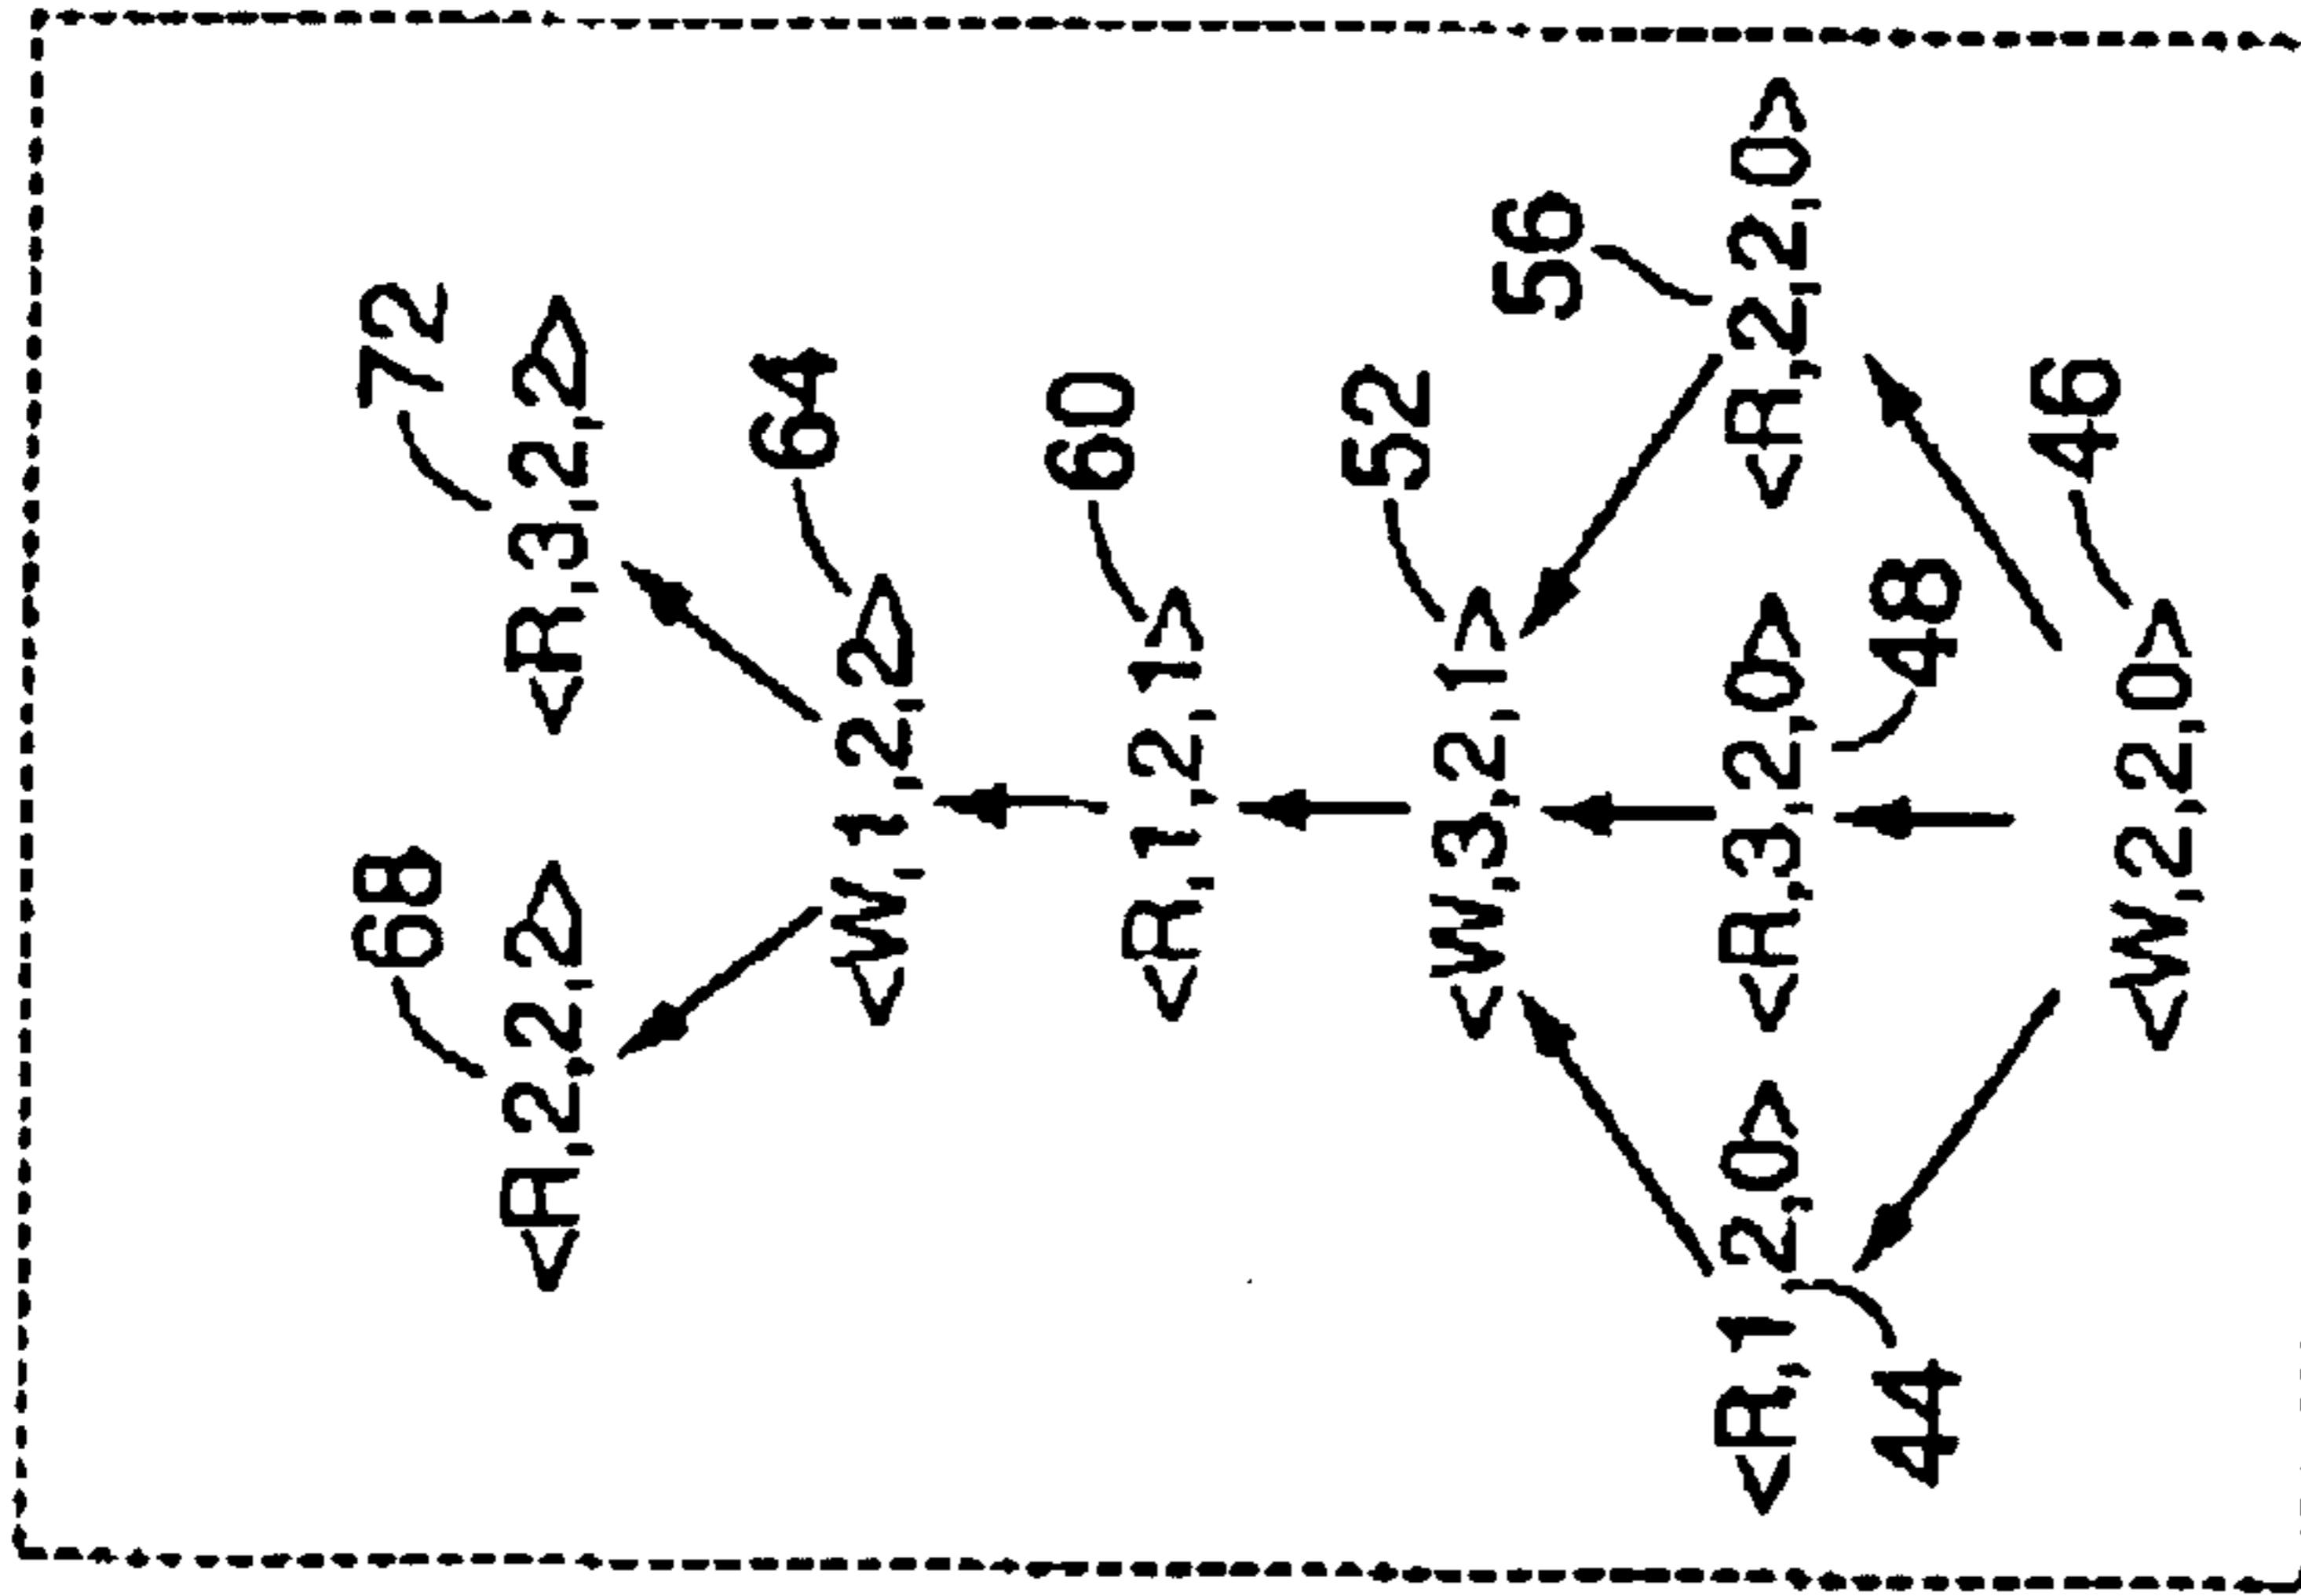 68 72
<R,2,2,2> <R,3,2,2>
64
<W,1,2,2>
60
<R,1,2,1>
52
<W,3,2,1>
56
<R,1,2,0> <R,3,2,0> <R,2,2,0>
44 48
46
<W,2,2,0>